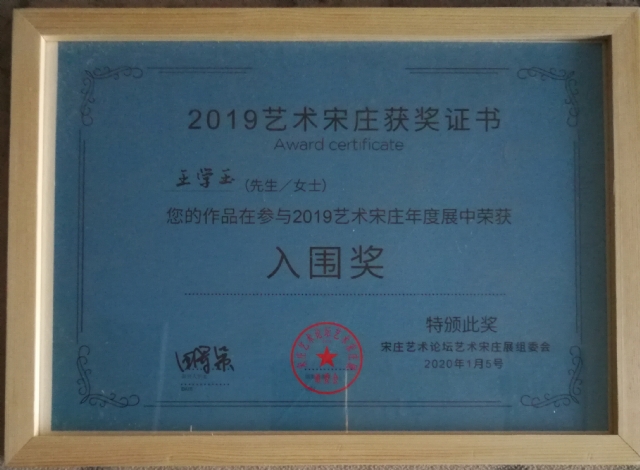 2019艺术宋庄获奖证书
Award certificate
王学玉 (先生／女士)
您的作品在参与2019艺术宋庄年度展中荣获
入围奖
特颁此奖
宋庄艺术论坛艺术宋庄展组委会
2020年1月5号